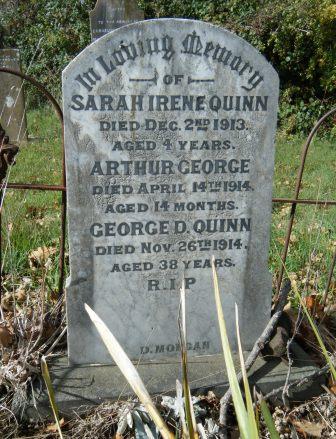 In Loving Memory
OF
SARAH IRENE QUINN
DIED DEC. 2ND 1913.
AGED 4 YEARS.
ARTHUR GEORGE
DIED APRIL 14TH 1914.
AGED 14 MONTHS.
GEORGE D. QUINN
DIED NOV. 26TH 1914.
AGED 38 YEARS.
R.I.P
D. MORGAN